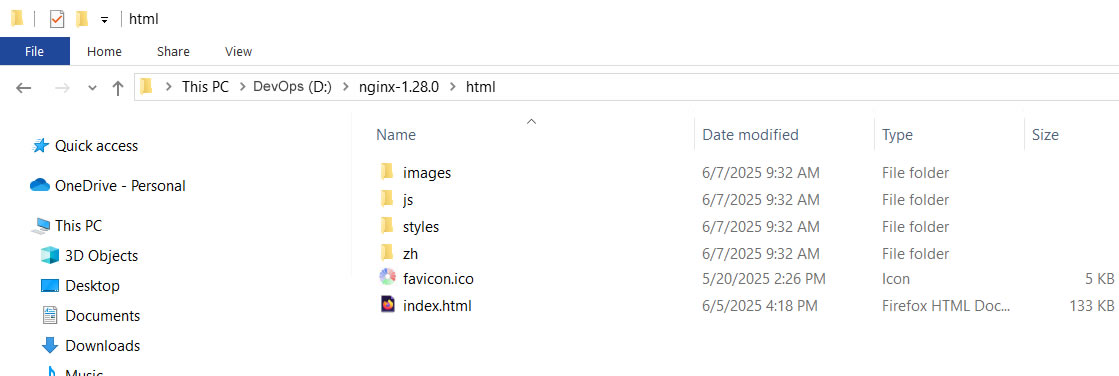 html
File Home Share View
This PC DevOps (D:) nginx-1.28.0 html
Name Date modified Type Size
Quick access
OneDrive - Personal
This PC
3D Objects
Desktop
Documents
Downloads
Music
images 6/7/2025 9:32 AM File folder
js 6/7/2025 9:32 AM File folder
styles 6/7/2025 9:32 AM File folder
zh 6/7/2025 9:32 AM File folder
favicon.ico 5/20/2025 2:26 PM Icon 5 KB
index.html 6/5/2025 4:18 PM Firefox HTML Doc... 133 KB